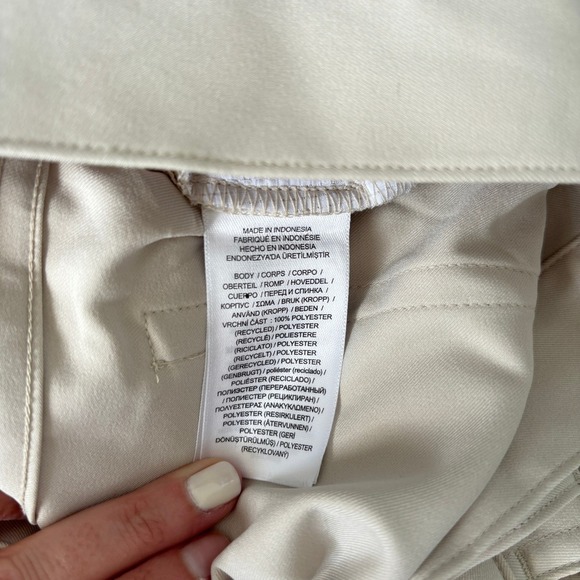 MADE IN INDONESIA
FABRIQUÉ EN INDONÉSIE
HECHO EN INDONESIA
ENDONEZYA'DA ÜRETİLMİŞTİR
BODY / CORPS / CORPO /
OBERTEIL / ROMP / HOVEDDEL /
CUERPO / ПЕРЕД И СПИНКА /
КОРПУС / ΣΩΜΑ / BRUK (KROPP) /
ANVÄND (KROPP) / BEDEN /
VRCHNÍ ČÁST : 100% POLYESTER
(RECYCLED) / POLYESTER
(RECYCLÉ) / POLIESTERE
(RICICLATO) / POLYESTER
(RECYCELT) / POLYESTER
(GERECYCLED) / POLYESTER
(GENBRUGT) / poliéster (reciclado) /
POLIÉSTER (RECICLADO) /
ПОЛИЭСТЕР (ПЕРЕРАБОТАННЫЙ)
/ ПОЛИЕСТЕР (РЕЦИКЛИРАН) /
ΠΟΛΥΕΣΤΕΡΑΣ (ΑΝΑΚΥΚΛΩΜΕΝΟ) /
POLYESTER (RESIRKULERT) /
POLYESTER (ÅTERVUNNEN) /
POLYESTER (GERİ
DÖNÜŞTÜRÜLMÜŞ) / POLYESTER
(RECYKLOVANÝ)